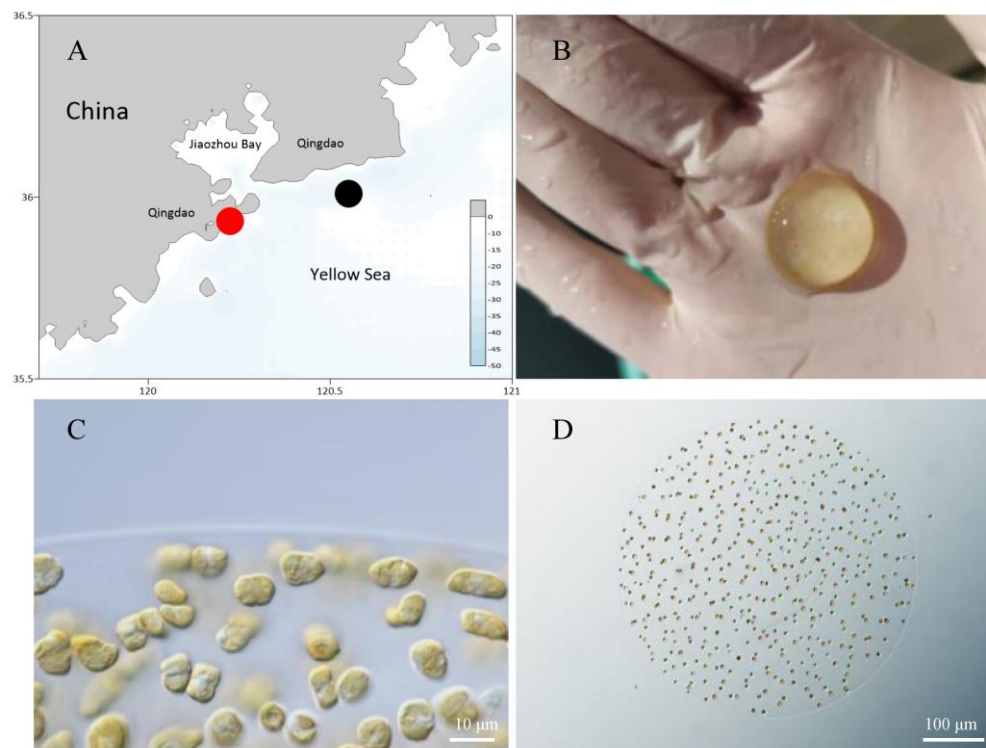 36.5
A
China
Jiaozhou Bay
Qingdao
36
Qingdao
Yellow Sea
0
-10
-15
-20
-25
-30
-35
-40
-45
-50
35.5
120
120.5
121
B
C
10 μm
D
100 μm